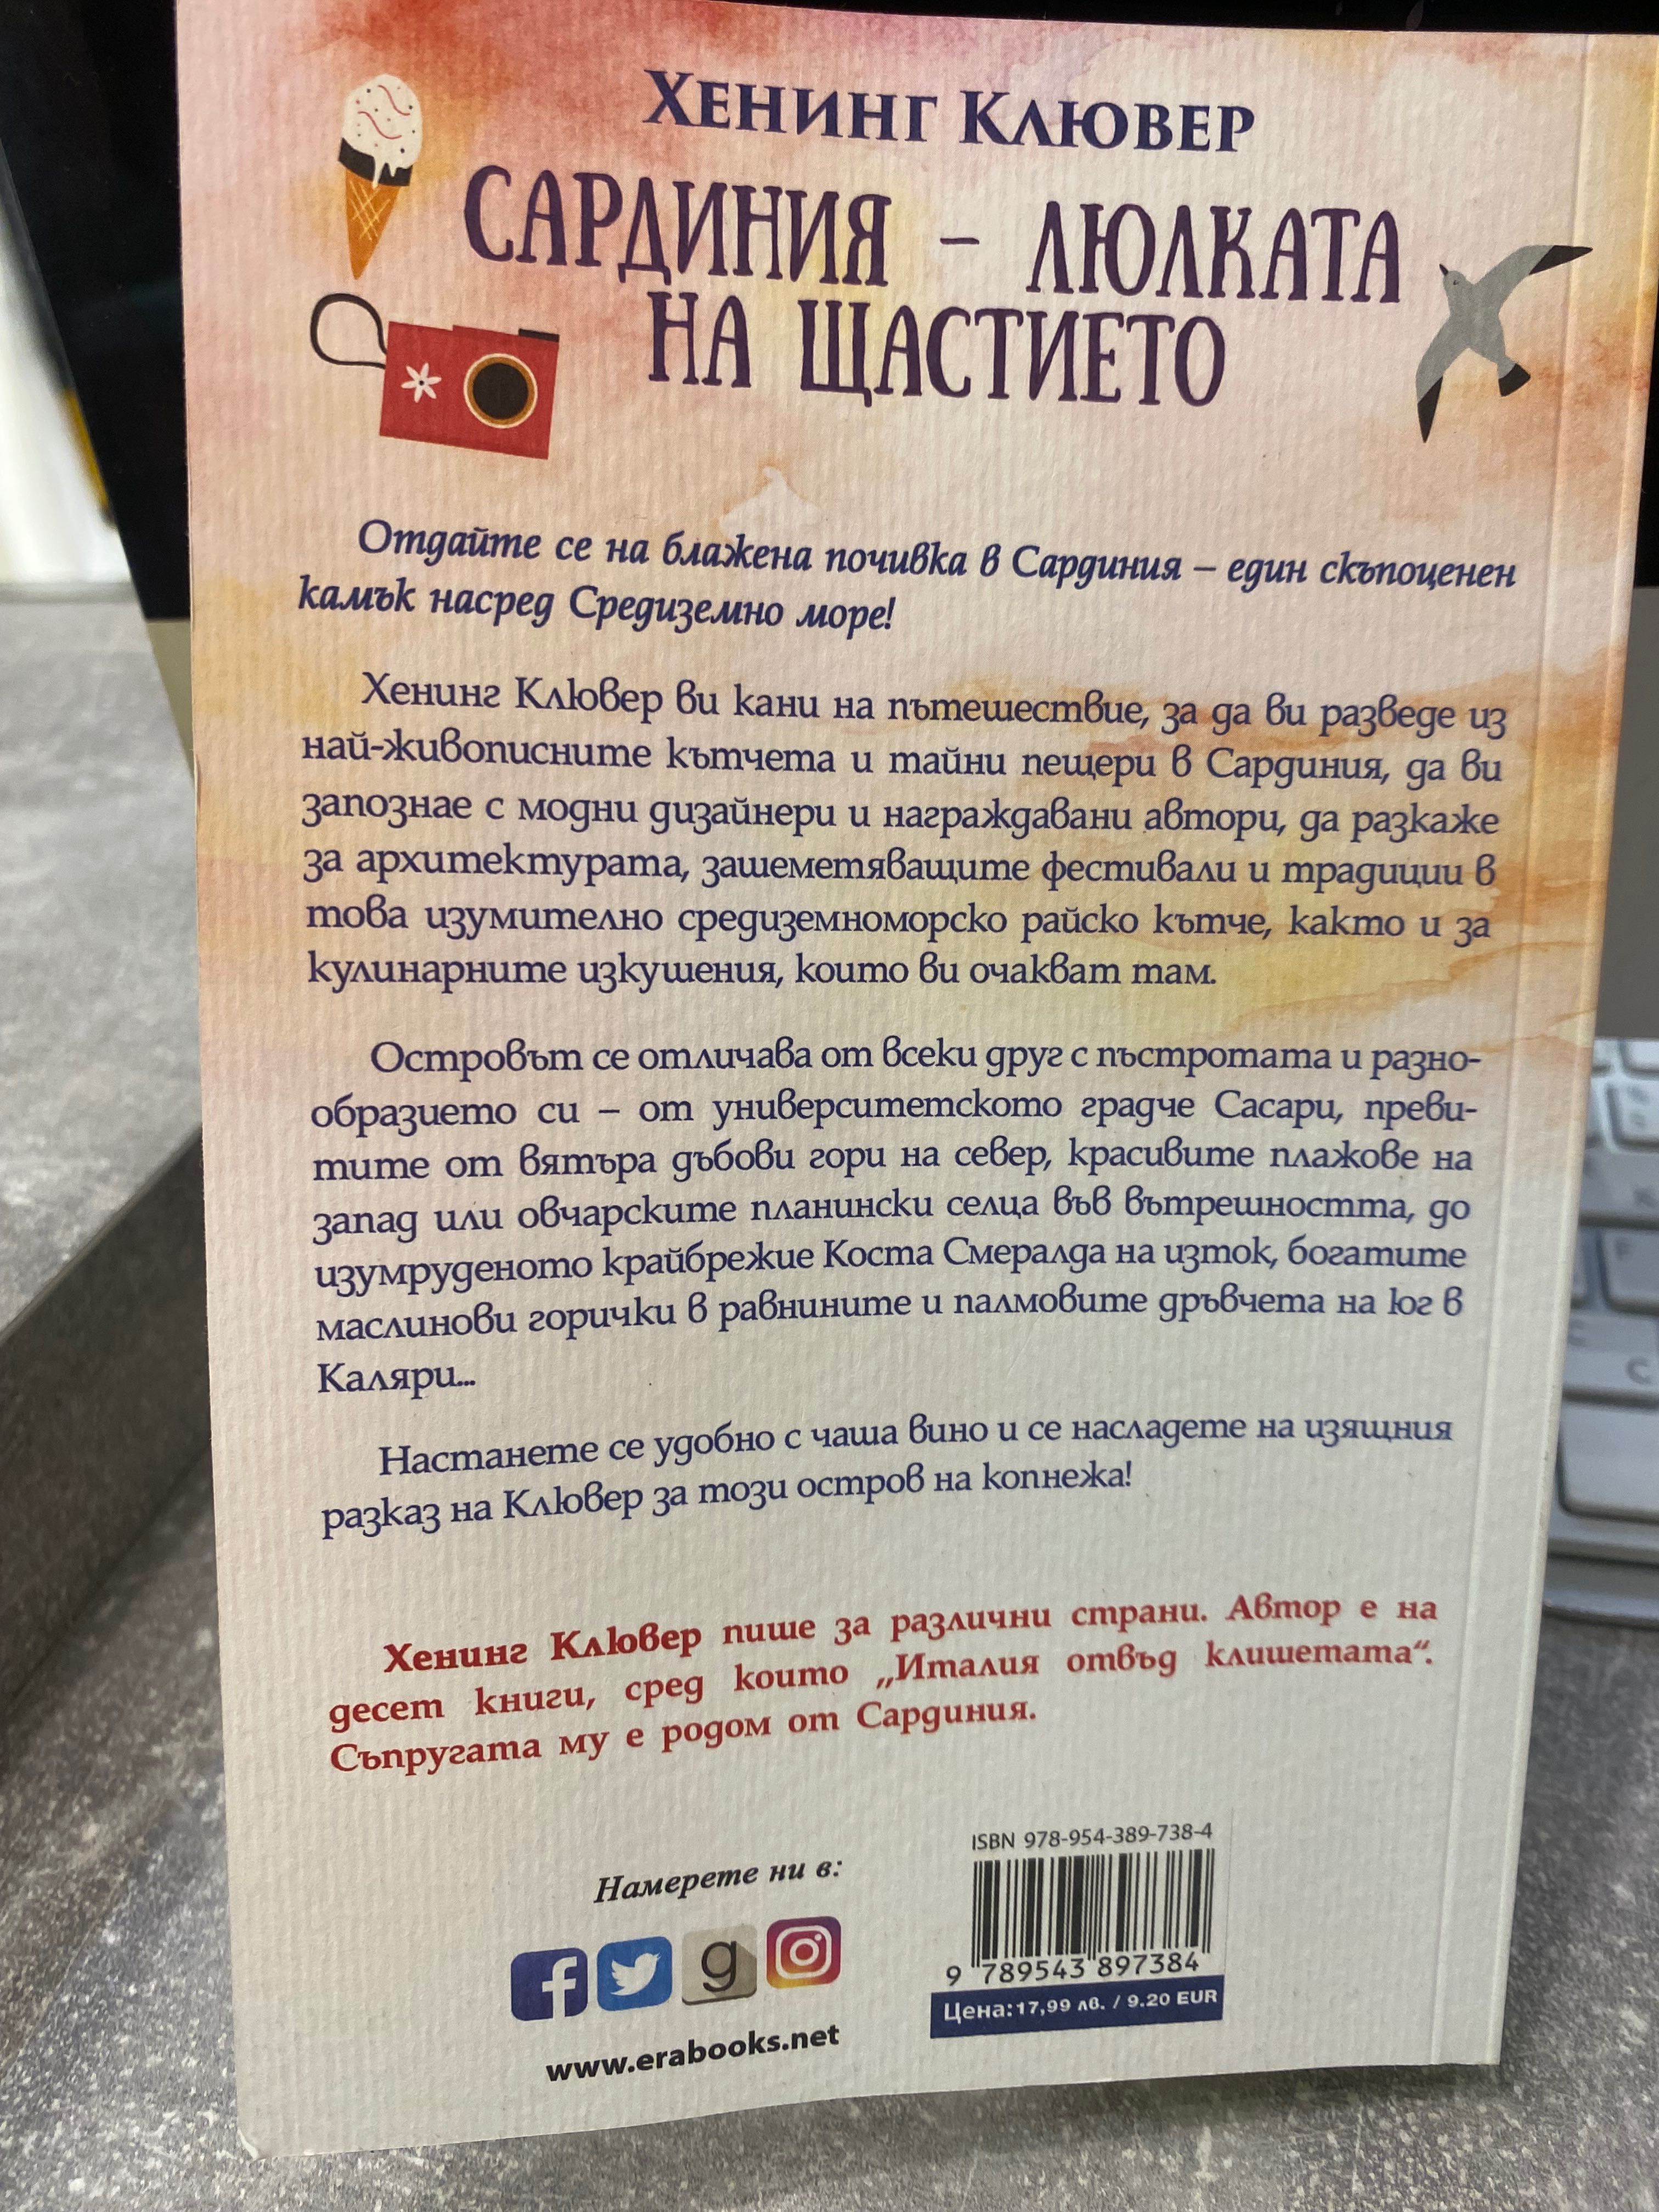 ХЕНИНГ КЛЮВЕР
САРДИНИЯ – ЛЮЛКАТА
НА ЩАСТИЕТО
Отдайте се на блажена почивка в Сардиния – един скъпоценен
камък насред Средиземно море!
Хенинг Клювер ви кани на пътешествие, за да ви разведе из
най-живописните кътчета и тайни пещери в Сардиния, да ви
запознае с модни дизайнери и награждавани автори, да разкаже
за архитектурата, зашеметяващите фестивали и традиции в
това изумително средиземноморско райско кътче, както и за
кулинарните изкушения, които ви очакват там.
Островът се отличава от всеки друг с пъстротата и разно-
образието си – от университетското градче Сасари, преви-
тите от вятъра дъбови гори на север, красивите плажове на
запад или овчарските планински селца във вътрешността, до
изумруденото крайбрежие Коста Смералда на изток, богатите
маслинови горички в равнините и палмовите дръвчета на юг в
Каляри...
Настанете се удобно с чаша вино и се насладете на изящния
разказ на Клювер за този остров на копнежа!
Хенинг Клювер пише за различни страни. Автор е на
десет книги, сред които „Италия отвъд клишетата“.
Съпругата му е родом от Сардиния.
ISBN 978-954-389-738-4
Намерете ни в:
f g
9 789543 897384
Цена:17,99 лв. / 9.20 EUR
www.erabooks.net